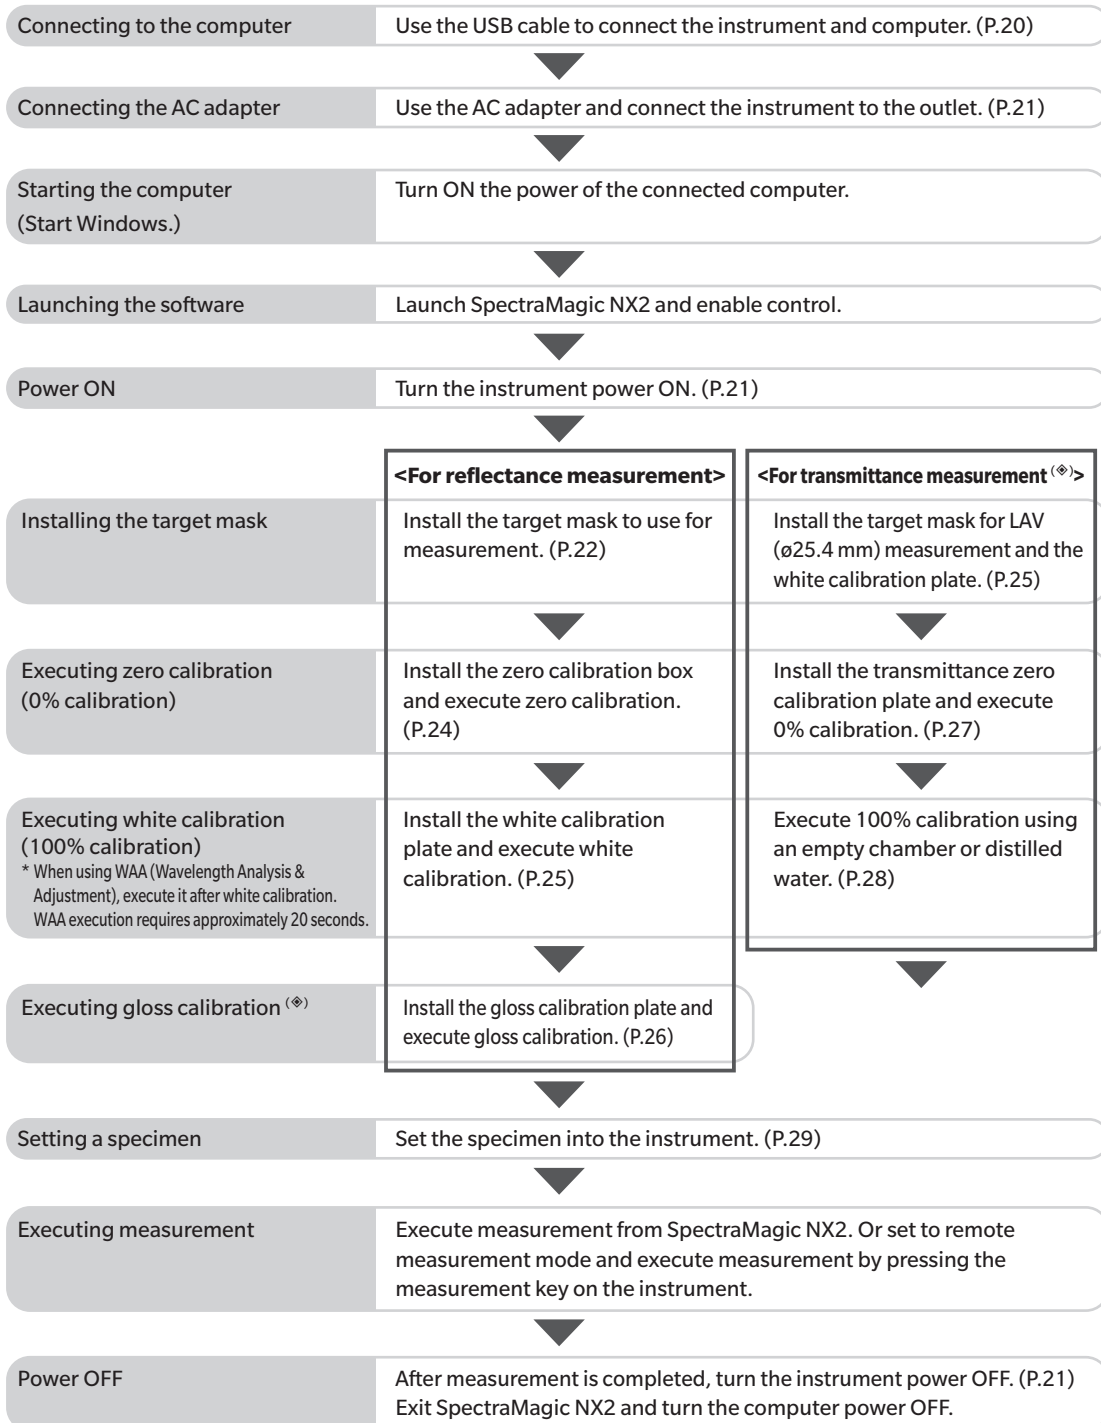 Connecting to the computer
Use the USB cable to connect the instrument and computer. (P.20)
Connecting the AC adapter
Use the AC adapter and connect the instrument to the outlet. (P.21)
Starting the computer
(Start Windows.)
Turn ON the power of the connected computer.
Launching the software
Launch SpectraMagic NX2 and enable control.
Power ON
Turn the instrument power ON. (P.21)
<For reflectance measurement>
<For transmittance measurement (◈)>
Installing the target mask
Install the target mask to use for
measurement. (P.22)
Install the target mask for LAV
(ø25.4 mm) measurement and the
white calibration plate. (P.25)
Executing zero calibration
(0% calibration)
Install the zero calibration box
and execute zero calibration.
(P.24)
Install the transmittance zero
calibration plate and execute
0% calibration. (P.27)
Executing white calibration
(100% calibration)
* When using WAA (Wavelength Analysis &
Adjustment), execute it after white calibration.
WAA execution requires approximately 20 seconds.
Install the white calibration
plate and execute white
calibration. (P.25)
Execute 100% calibration using
an empty chamber or distilled
water. (P.28)
Executing gloss calibration (◈)
Install the gloss calibration plate and
execute gloss calibration. (P.26)
Setting a specimen
Set the specimen into the instrument. (P.29)
Executing measurement
Execute measurement from SpectraMagic NX2. Or set to remote
measurement mode and execute measurement by pressing the
measurement key on the instrument.
Power OFF
After measurement is completed, turn the instrument power OFF. (P.21)
Exit SpectraMagic NX2 and turn the computer power OFF.